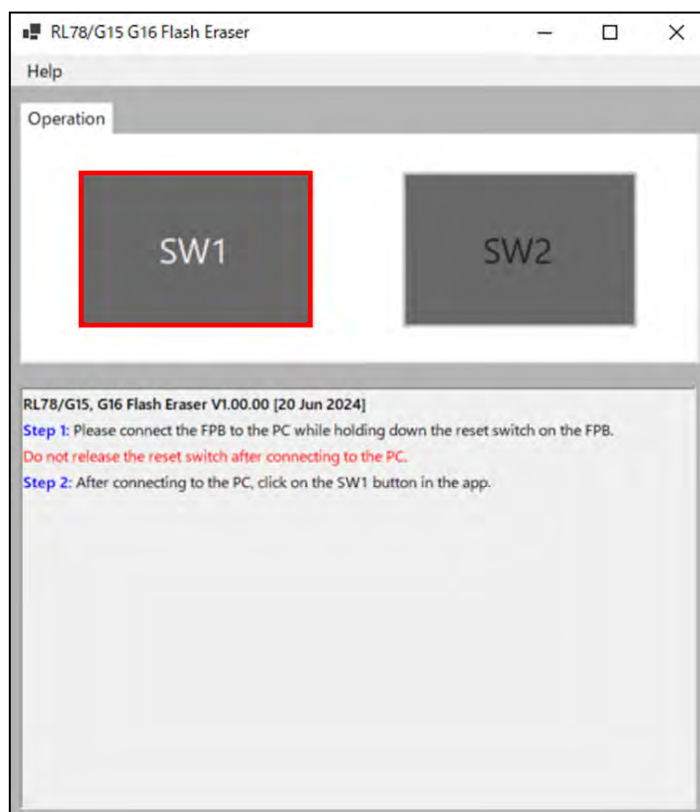 RL78/G15 G16 Flash Eraser
Help
Operation
SW1
SW2
RL78/G15, G16 Flash Eraser V1.00.00 [20 Jun 2024]
Step 1: Please connect the FPB to the PC while holding down the reset switch on the FPB.
Do not release the reset switch after connecting to the PC.
Step 2: After connecting to the PC, click on the SW1 button in the app.